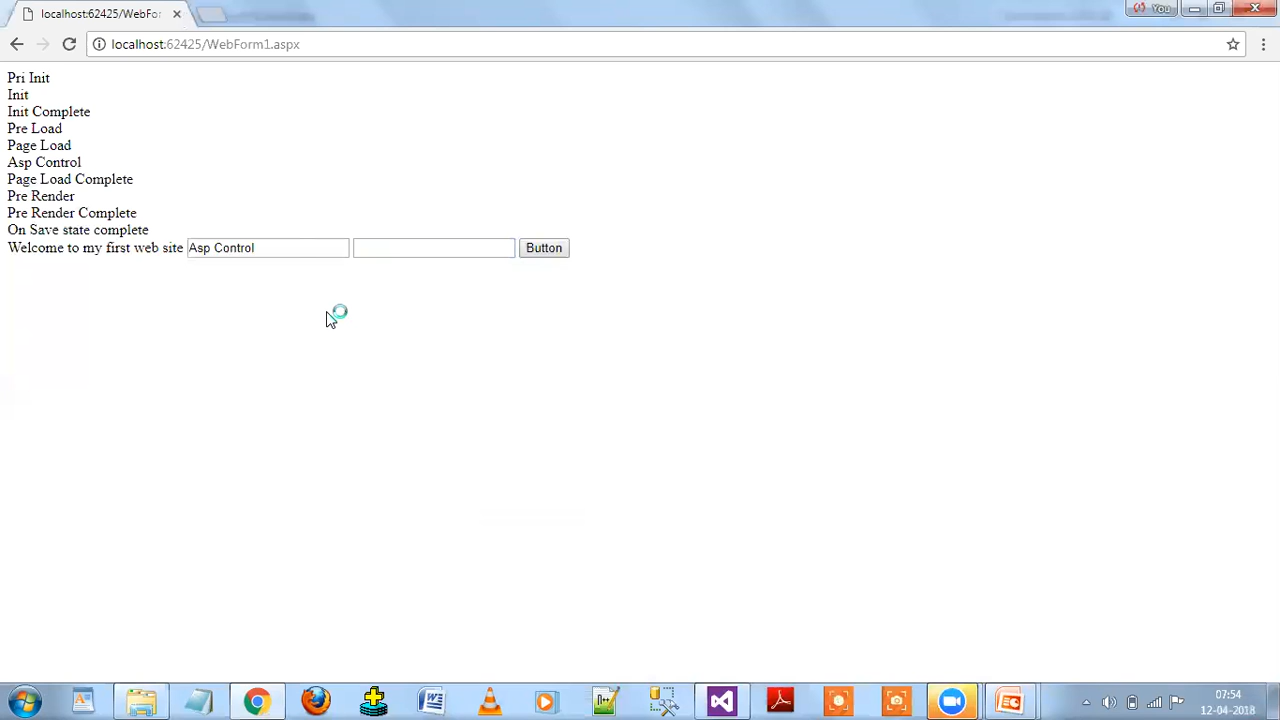 localhost:62425/WebFor
You
localhost:62425/WebForm1.aspx
Pri Init
Init
Init Complete
Pre Load
Page Load
Asp Control
Page Load Complete
Pre Render
Pre Render Complete
On Save state complete
Welcome to my first web site Asp Control Button
07:54
12-04-2018